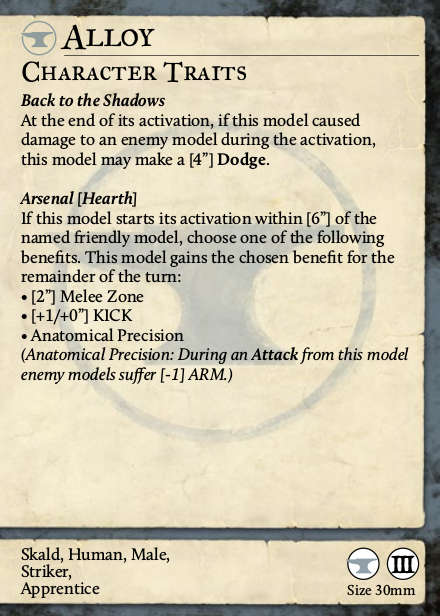 Alloy
Character Traits
Back to the Shadows
At the end of its activation, if this model caused
damage to an enemy model during the activation,
this model may make a [4”] Dodge.
Arsenal [Hearth]
If this model starts its activation within [6”] of the
named friendly model, choose one of the following
benefits. This model gains the chosen benefit for the
remainder of the turn:
• [2”] Melee Zone
• [+1/+0”] KICK
• Anatomical Precision
(Anatomical Precision: During an Attack from this model
enemy models suffer [-1] ARM.)
Skald, Human, Male,
Striker,
Apprentice
III
Size 30mm